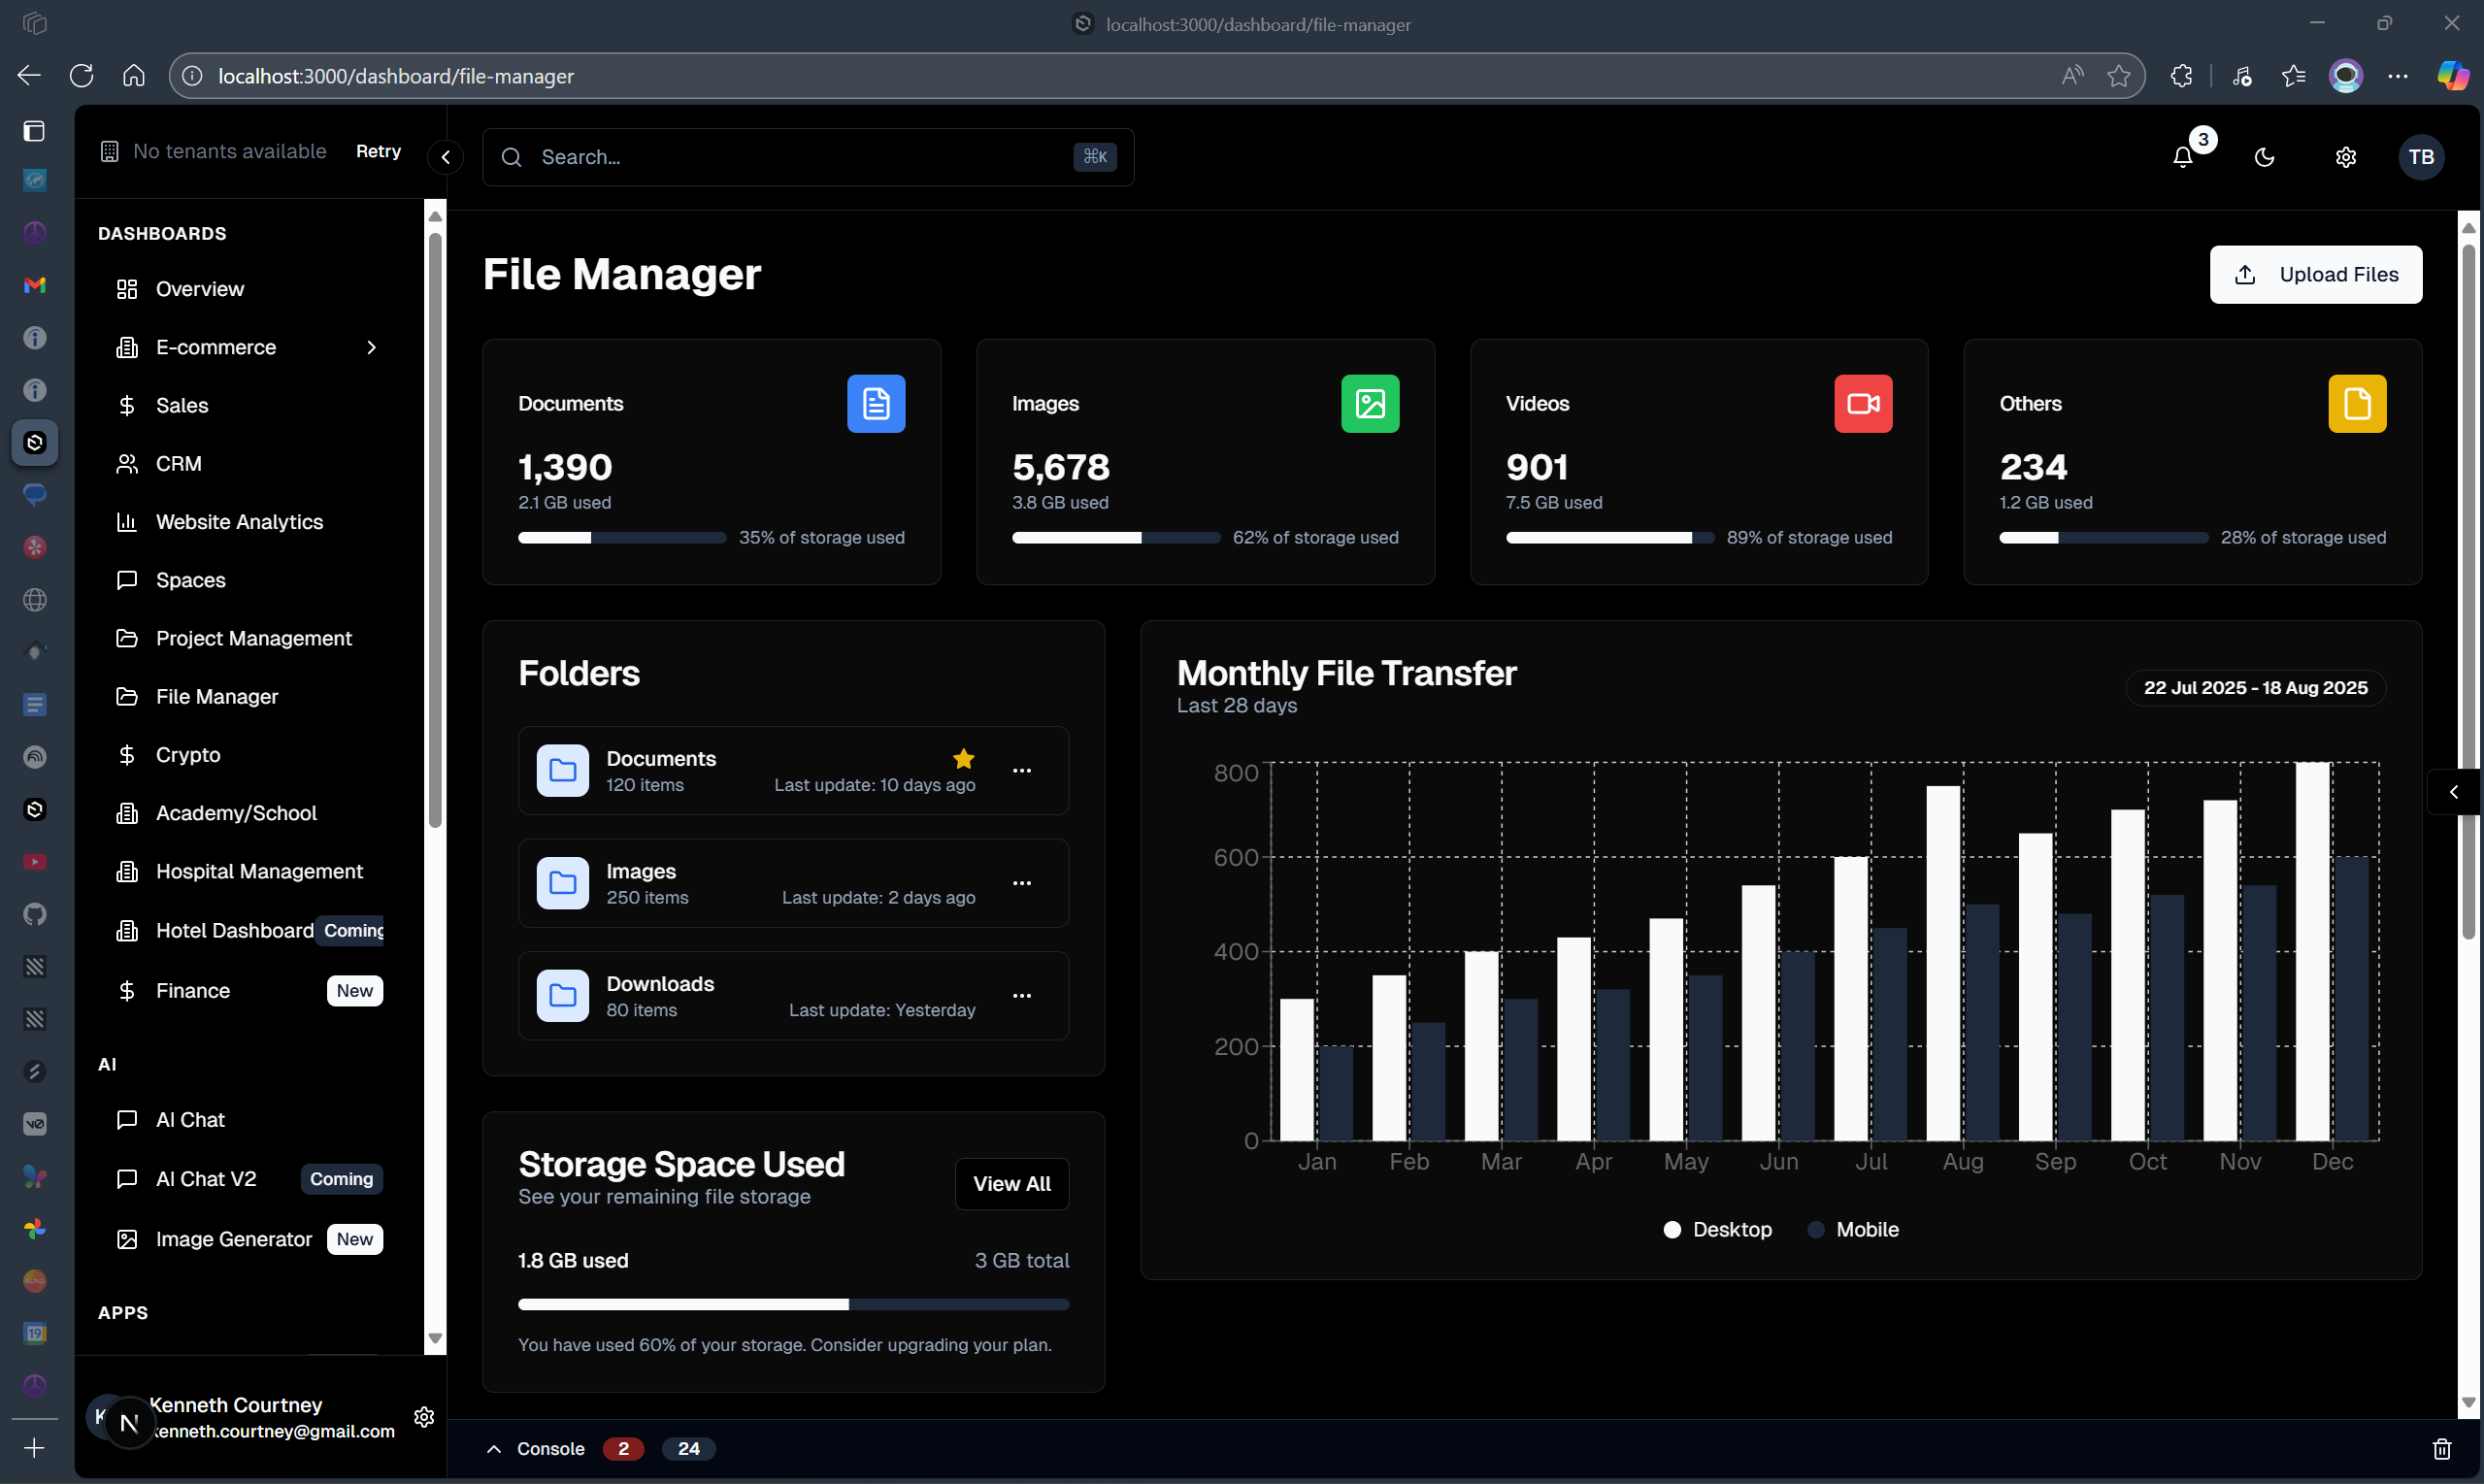 localhost:3000/dashboard/file-manager
localhost:3000/dashboard/file-manager
No tenants available
Retry
Search...
⌘K
3
TB
DASHBOARDS
Overview
E-commerce
Sales
CRM
Website Analytics
Spaces
Project Management
File Manager
Crypto
Academy/School
Hospital Management
Hotel Dashboard Coming
Finance New
AI
AI Chat
AI Chat V2 Coming
Image Generator New
APPS
Kenneth Courtney
kenneth.courtney@gmail.com
K
N
File Manager
Upload Files
Documents
1,390
2.1 GB used
35% of storage used
Images
5,678
3.8 GB used
62% of storage used
Videos
901
7.5 GB used
89% of storage used
Others
234
1.2 GB used
28% of storage used
Folders
Documents
120 items
Last update: 10 days ago
Images
250 items
Last update: 2 days ago
Downloads
80 items
Last update: Yesterday
Storage Space Used
See your remaining file storage
View All
1.8 GB used
3 GB total
You have used 60% of your storage. Consider upgrading your plan.
Monthly File Transfer
Last 28 days
22 Jul 2025 - 18 Aug 2025
800
600
400
200
0
Jan Feb Mar Apr May Jun Jul Aug Sep Oct Nov Dec
Desktop Mobile
Console 2 24
v0
19